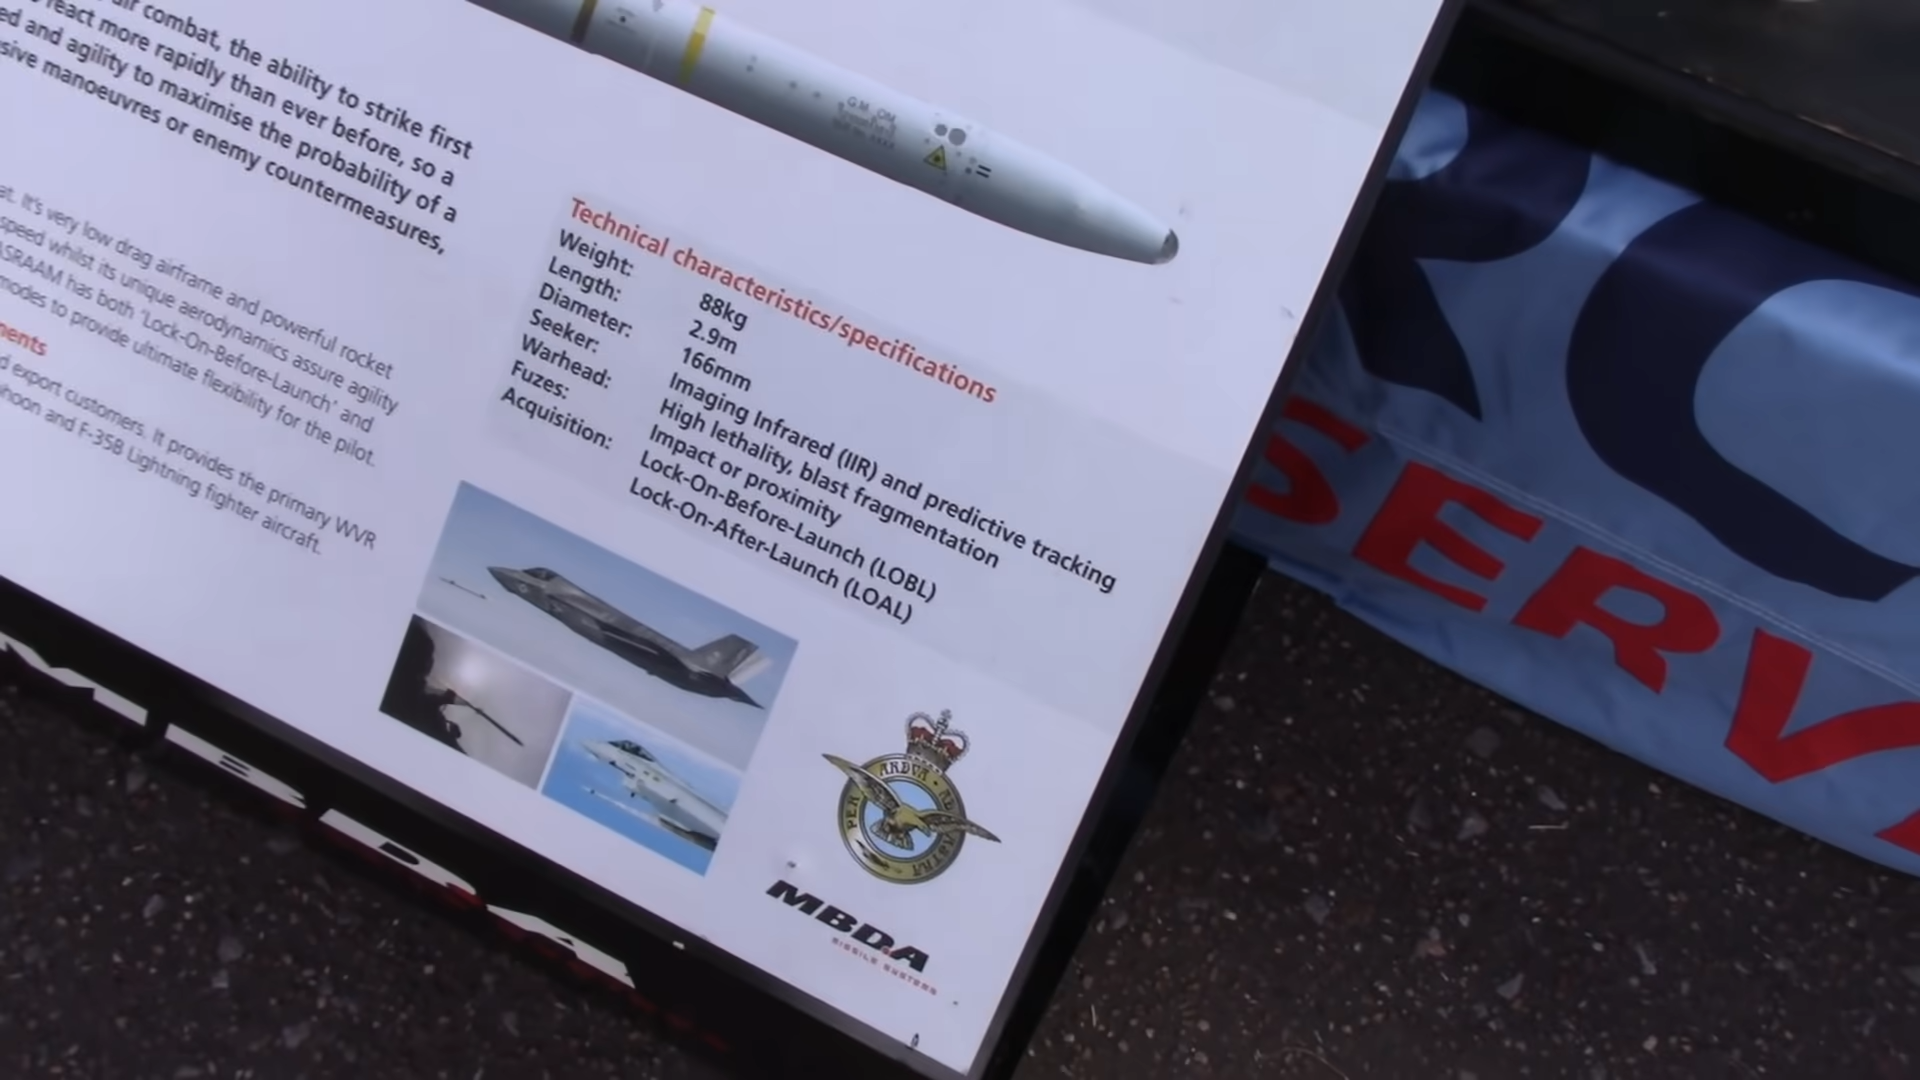 air combat, the ability to strike first
react more rapidly than ever before, so a
and agility to maximise the probability of a
manoeuvres or enemy countermeasures,
It's very low drag airframe and powerful rocket
speed whilst its unique aerodynamics assure agility
ASRAAM has both 'Lock-On-Before-Launch' and
modes to provide ultimate flexibility for the pilot.
export customers. It provides the primary WVR
and F-35B Lightning fighter aircraft.
Technical characteristics/specifications
Weight: 88kg
Length: 2.9m
Diameter: 166mm
Seeker: Imaging Infrared (IIR) and predictive tracking
Warhead: High lethality, blast fragmentation
Fuzes: Impact or proximity
Acquisition: Lock-On-Before-Launch (LOBL)
Lock-On-After-Launch (LOAL)
PER ARDVA AD ASTRA
MBDA
MISSILE SYSTEMS
SERV